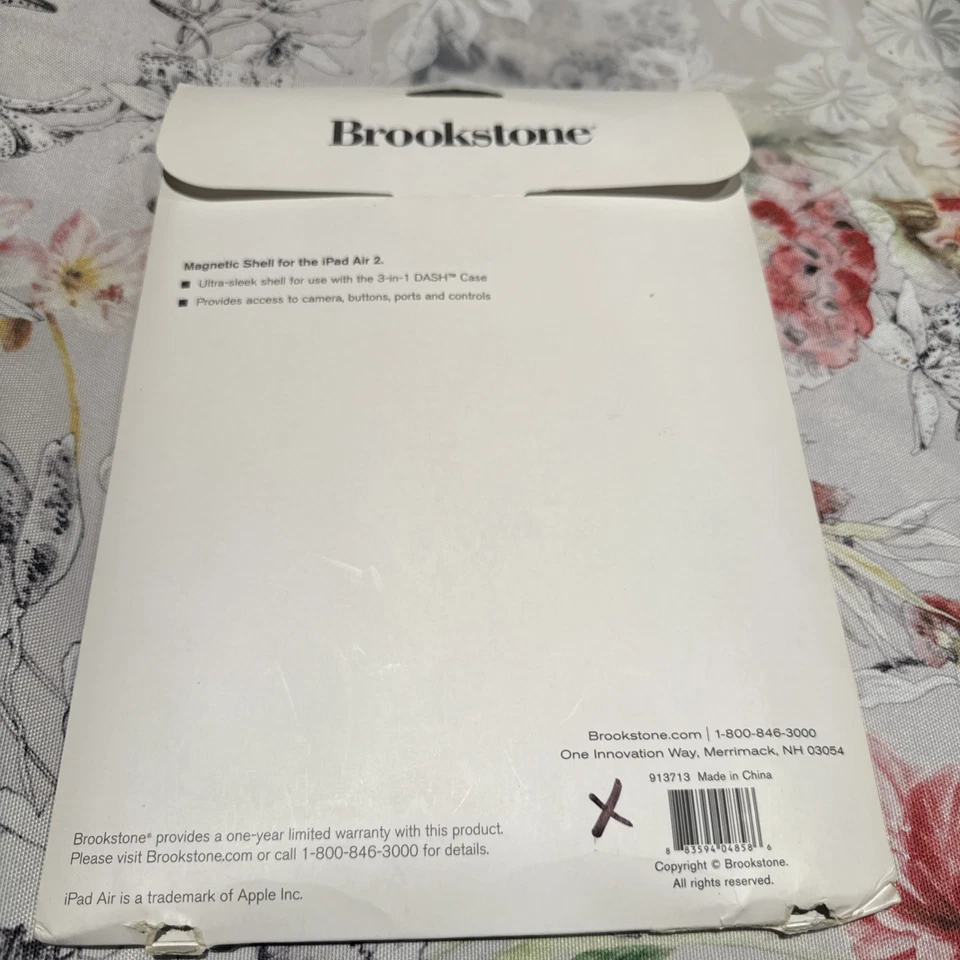 Brookstone®
Magnetic Shell for the iPad Air 2.
■ Ultra-sleek shell for use with the 3-in-1 DASH™ Case
■ Provides access to camera, buttons, ports and controls
Brookstone.com | 1-800-846-3000
One Innovation Way, Merrimack, NH 03054
913713 Made in China
X
8 83594 04858 6
Copyright © Brookstone.
All rights reserved.
Brookstone® provides a one-year limited warranty with this product.
Please visit Brookstone.com or call 1-800-846-3000 for details.
iPad Air is a trademark of Apple Inc.